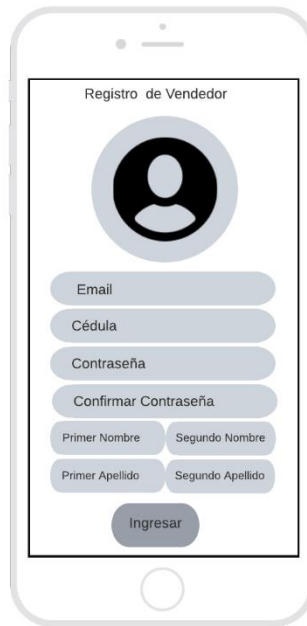 Registro de Vendedor
Email
Cédula
Contraseña
Confirmar Contraseña
Primer Nombre Segundo Nombre
Primer Apellido Segundo Apellido
Ingresar